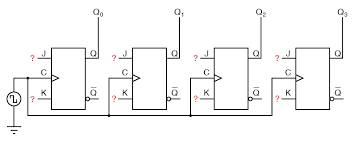 Q0 Q1 Q2 Q3
? J Q ? J Q ? J Q ? J Q
C C C C
? K Q̅ ? K Q̅ ? K Q̅ ? K Q̅